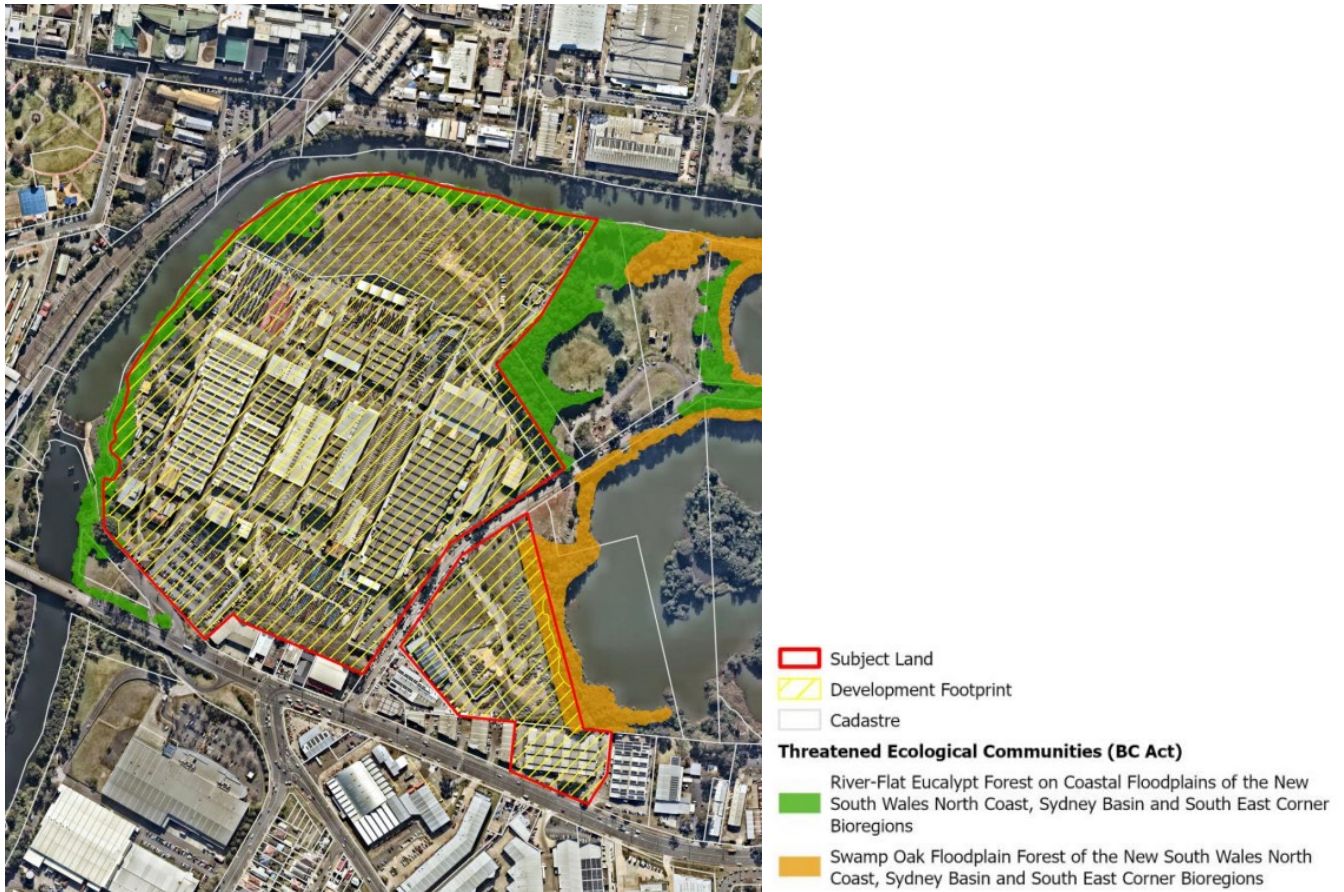 Subject Land
Development Footprint
Cadastre
Threatened Ecological Communities (BC Act)
River-Flat Eucalypt Forest on Coastal Floodplains of the New
South Wales North Coast, Sydney Basin and South East Corner
Bioregions
Swamp Oak Floodplain Forest of the New South Wales North
Coast, Sydney Basin and South East Corner Bioregions